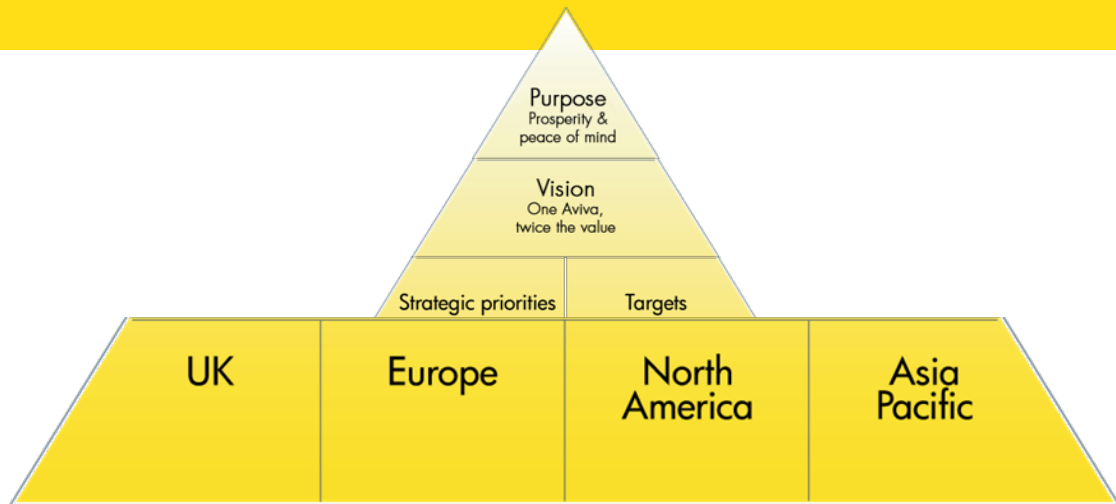 Purpose
Prosperity &
peace of mind
Vision
One Aviva,
twice the value
Strategic priorities
Targets
UK
Europe
North
America
Asia
Pacific